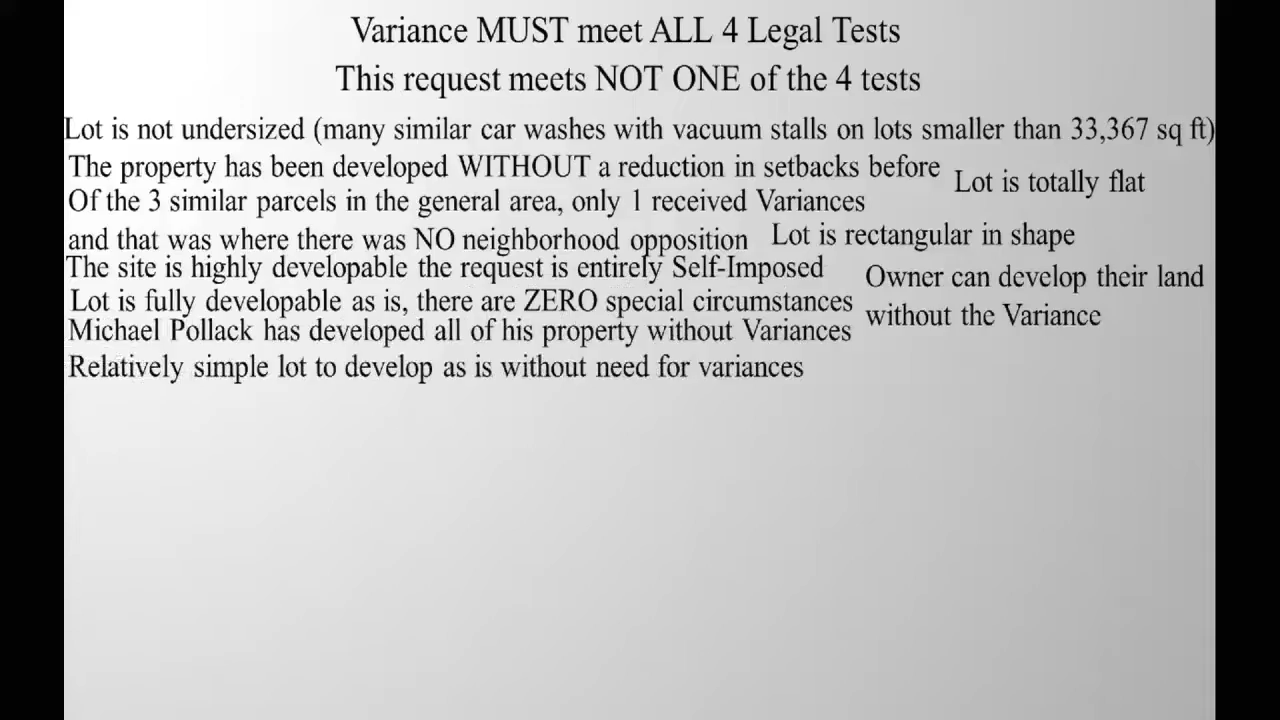 Variance MUST meet ALL 4 Legal Tests
This request meets NOT ONE of the 4 tests
Lot is not undersized (many similar car washes with vacuum stalls on lots smaller than 33,367 sq ft)
The property has been developed WITHOUT a reduction in setbacks before
Lot is totally flat
Of the 3 similar parcels in the general area, only 1 received Variances
and that was where there was NO neighborhood opposition
Lot is rectangular in shape
The site is highly developable the request is entirely Self-Imposed
Owner can develop their land
without the Variance
Lot is fully developable as is, there are ZERO special circumstances
Michael Pollack has developed all of his property without Variances
Relatively simple lot to develop as is without need for variances